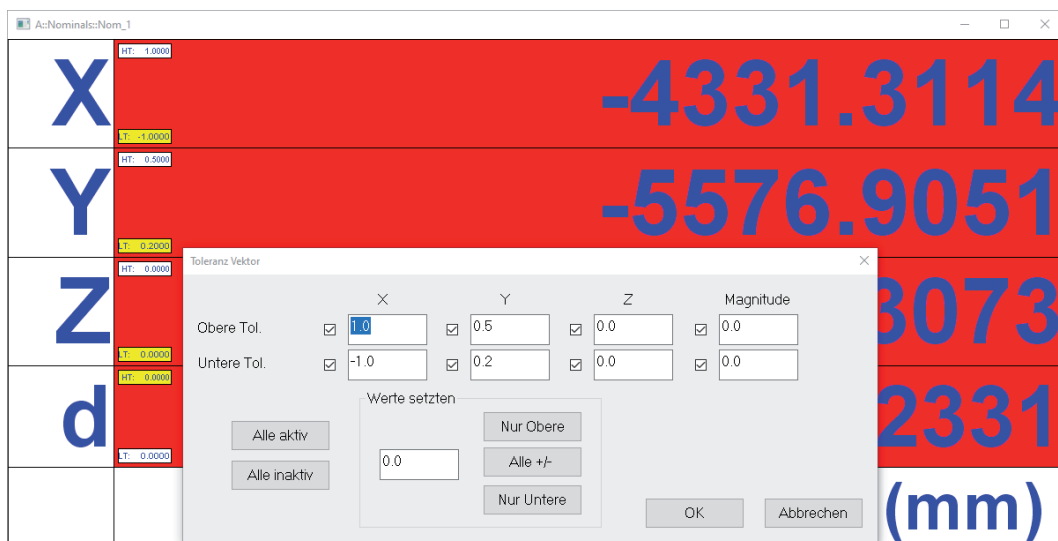 A::Nominals::Nom_1
X
HT: 1.0000
-4331.3114
LT: -1.0000
Y
HT: 0.5000
-5576.9051
LT: 0.2000
Z
HT: 0.0000
3073
LT: 0.0000
d
HT: 0.0000
2331
LT: 0.0000
(mm)
Toleranz Vektor
X Y Z Magnitude
Obere Tol. 1.0 0.5 0.0 0.0
Untere Tol. -1.0 0.2 0.0 0.0
Werte setzten
Alle aktiv
Nur Obere
0.0
Alle +/-
Alle inaktiv
Nur Untere
OK
Abbrechen